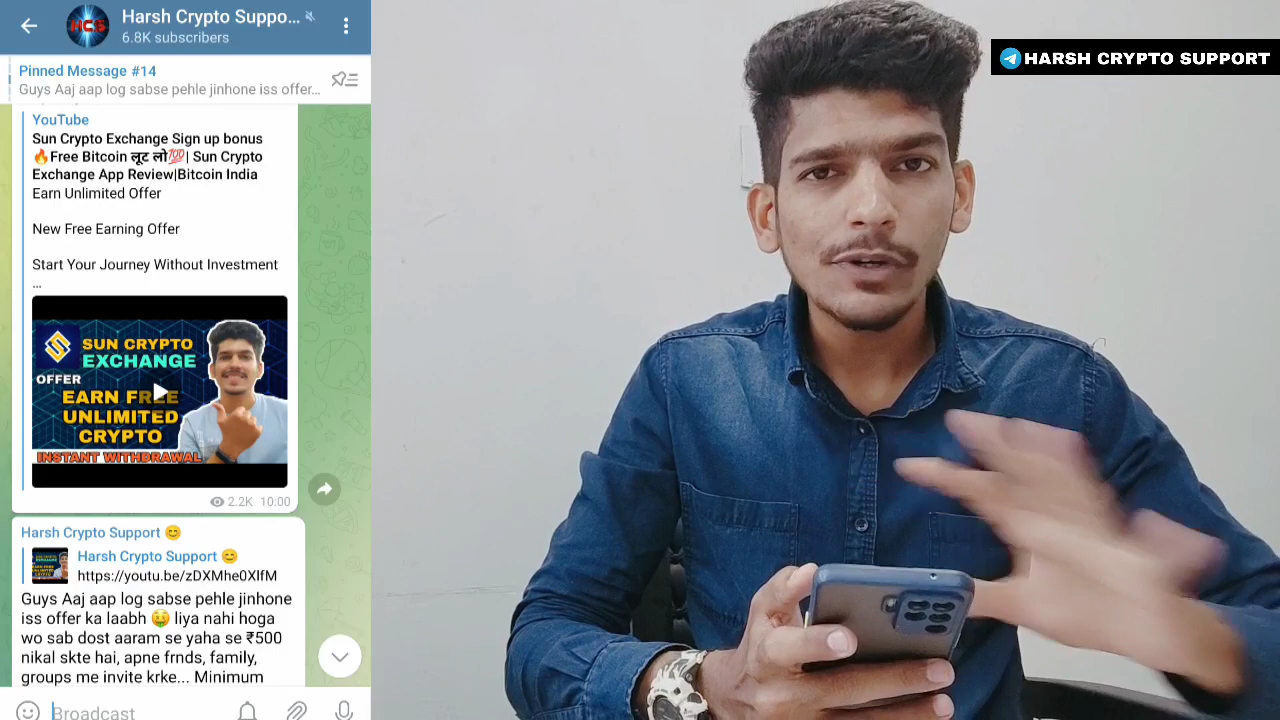 Harsh Crypto Suppo...
6.8K subscribers
HCS
Pinned Message #14
Guys Aaj aap log sabse pehle jinhone iss offer...
YouTube
Sun Crypto Exchange Sign up bonus
🔥Free Bitcoin लूट लो💯| Sun Crypto
Exchange App Review|Bitcoin India
Earn Unlimited Offer
New Free Earning Offer
Start Your Journey Without Investment
...
SUN CRYPTO
EXCHANGE
OFFER
EARN FREE
UNLIMITED
CRYPTO
INSTANT WITHDRAWAL
2.2K 10:00
Harsh Crypto Support 😊
Harsh Crypto Support 😊
https://youtu.be/zDXMhe0XlfM
Guys Aaj aap log sabse pehle jinhone
iss offer ka laabh 🤑 liya nahi hoga
wo sab dost aaram se yaha se ₹500
nikal skte hai, apne frnds, family,
groups me invite krke... Minimum
Broadcast
HARSH CRYPTO SUPPORT